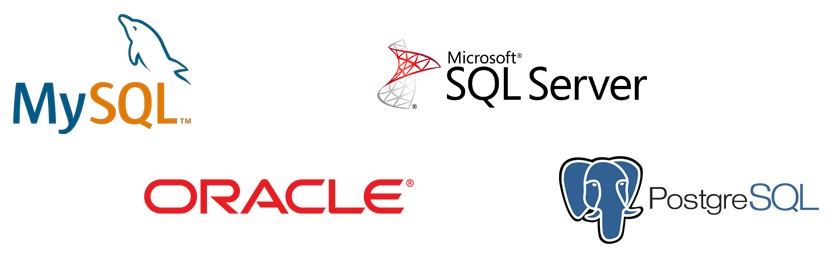 MySQL™
Microsoft®
SQL Server
®
ORACLE®
PostgreSQL